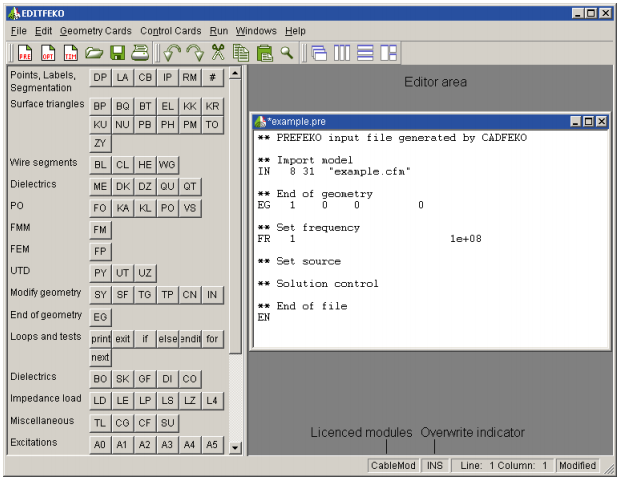 EDITFEKO
File Edit Geometry Cards Control Cards Run Windows Help
PRE OPT TIM
Points, Labels, Segmentation DP LA CB IP RM #
Surface triangles BP BQ BT EL KK KR
KU NU PB PH PM TO
ZY
Wire segments BL CL HE WG
Dielectrics ME DK DZ QU QT
PO FO KA KL PO VS
FMM FM
FEM FP
UTD PY UT UZ
Modify geometry SY SF TG TP CN IN
End of geometry EG
Loops and tests print exit if else endif for
next
Dielectrics BO SK GF DI CO
Impedance load LD LE LP LS LZ L4
Miscellaneous TL CG CF SU
Excitations A0 A1 A2 A3 A4 A5
Editor area
*example.pre
** PREFEKO input file generated by CADFEKO
** Import model
IN 8 31 "example.cfm"
** End of geometry
EG 1 0 0 0
** Set frequency
FR 1 1e+08
** Set source
** Solution control
** End of file
EN
Licenced modules Overwrite indicator
CableMod INS Line: 1 Column: 1 Modified